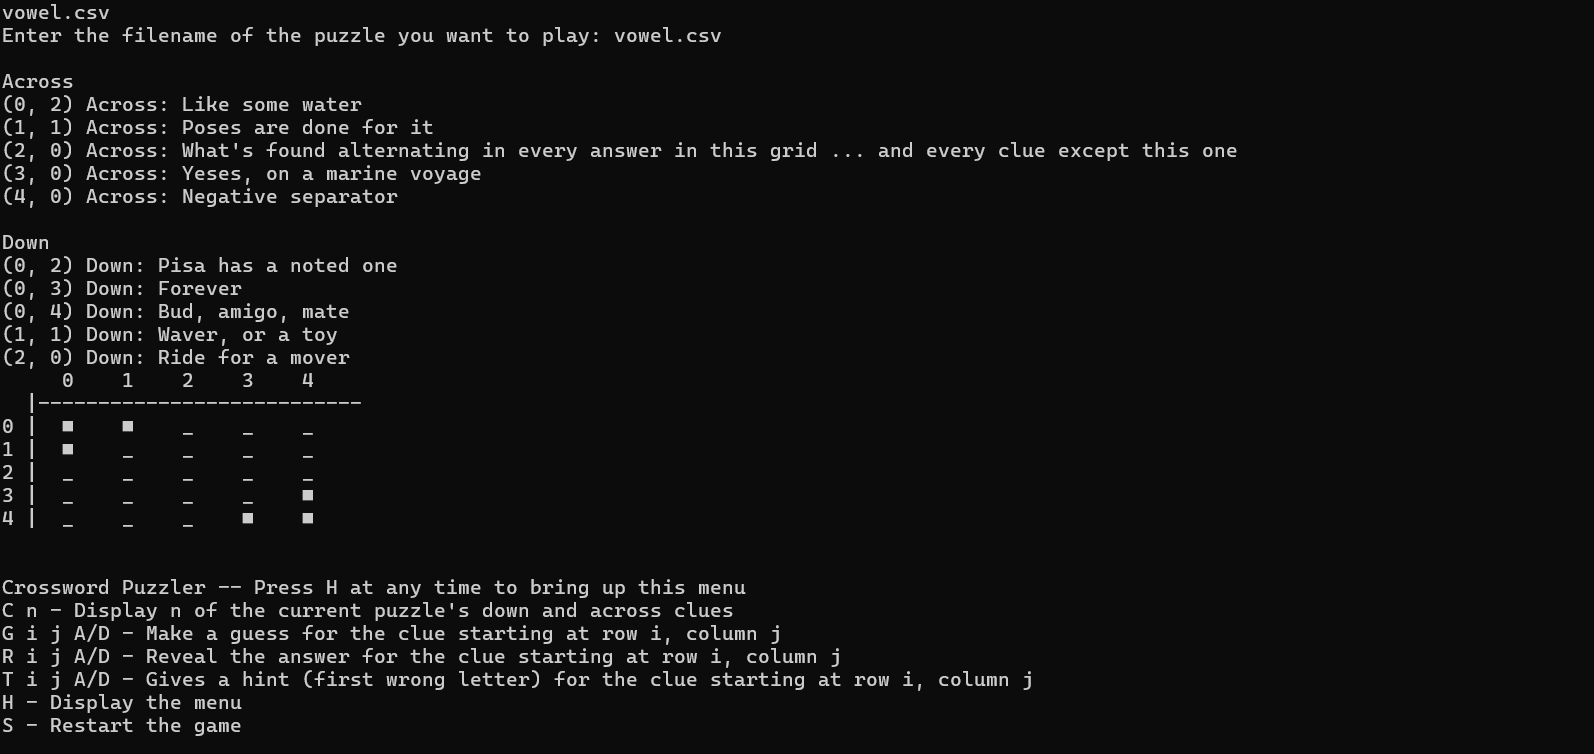 vowel.csv
Enter the filename of the puzzle you want to play: vowel.csv
Across
(0, 2) Across: Like some water
(1, 1) Across: Poses are done for it
(2, 0) Across: What's found alternating in every answer in this grid ... and every clue except this one
(3, 0) Across: Yeses, on a marine voyage
(4, 0) Across: Negative separator
Down
(0, 2) Down: Pisa has a noted one
(0, 3) Down: Forever
(0, 4) Down: Bud, amigo, mate
(1, 1) Down: Waver, or a toy
(2, 0) Down: Ride for a mover
0 1 2 3 4
|---------------------------
0 | ■ ■ _ _ _
1 | ■ _ _ _ _
2 | _ _ _ _ _
3 | _ _ _ _ ■
4 | _ _ _ ■ ■
Crossword Puzzler -- Press H at any time to bring up this menu
C n - Display n of the current puzzle's down and across clues
G i j A/D - Make a guess for the clue starting at row i, column j
R i j A/D - Reveal the answer for the clue starting at row i, column j
T i j A/D - Gives a hint (first wrong letter) for the clue starting at row i, column j
H - Display the menu
S - Restart the game